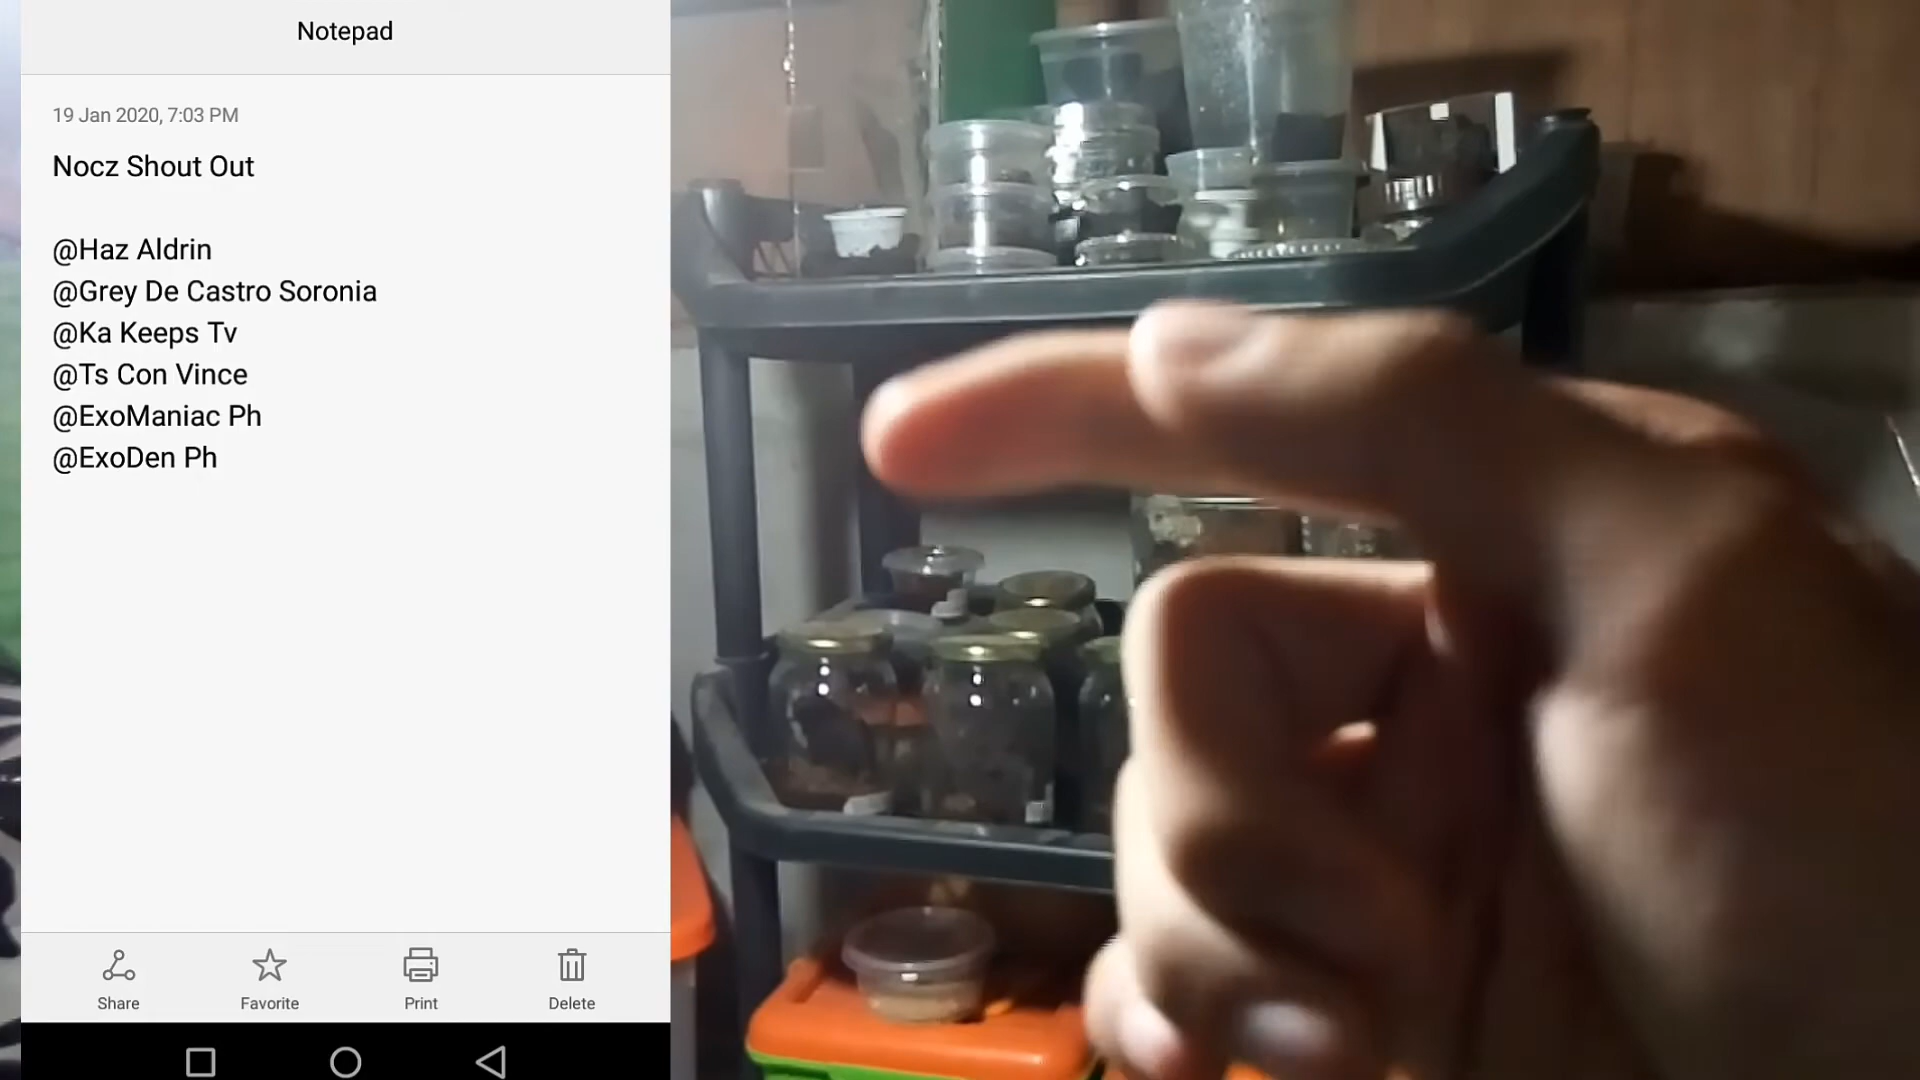 Notepad
19 Jan 2020, 7:03 PM
Nocz Shout Out
@Haz Aldrin
@Grey De Castro Soronia
@Ka Keeps Tv
@Ts Con Vince
@ExoManiac Ph
@ExoDen Ph
Share
Favorite
Print
Delete